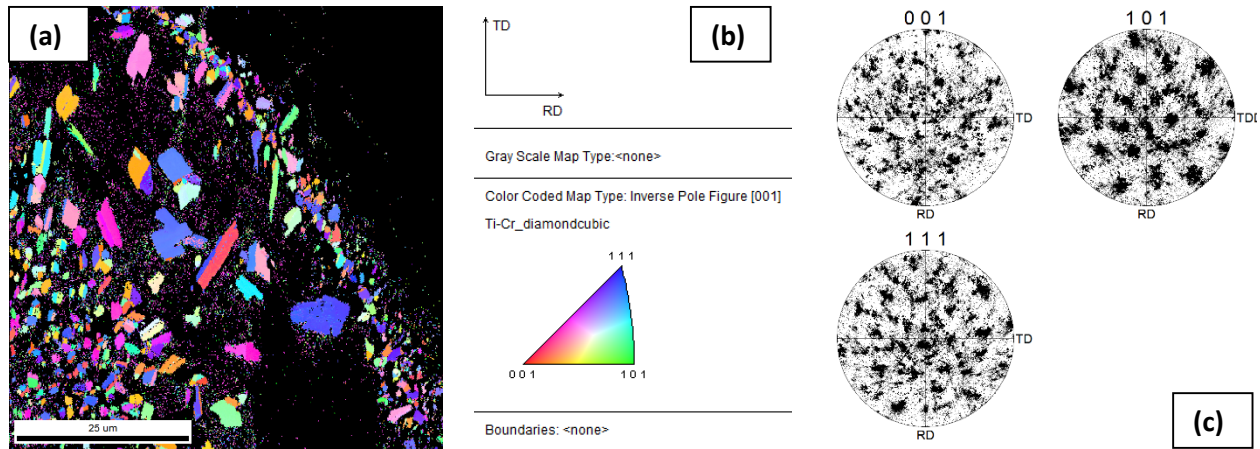 (a)
25 um
TD
RD
(b)
Gray Scale Map Type:<none>
Color Coded Map Type: Inverse Pole Figure [001]
Ti-Cr_diamondcubic
1 1 1
0 0 1
1 0 1
Boundaries: <none>
0 0 1
TD
RD
1 0 1
TDD
RD
1 1 1
TD
RD
(c)